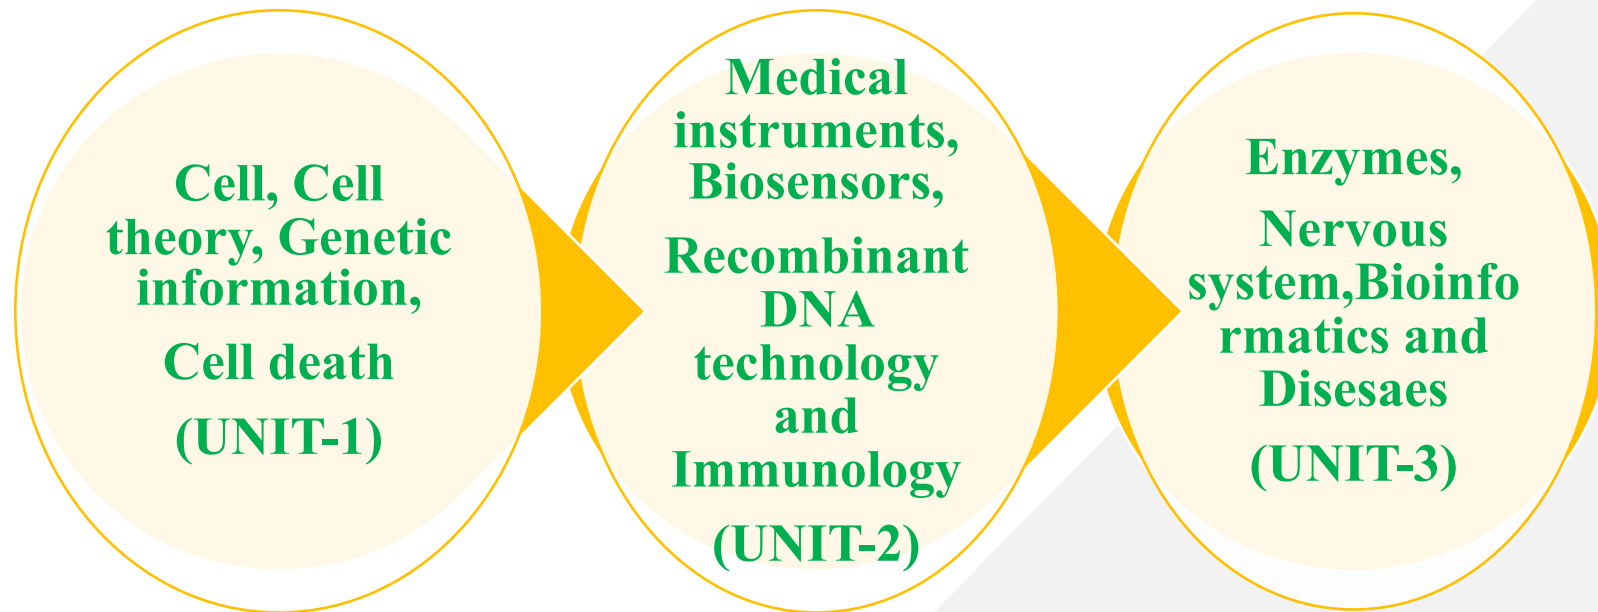 Cell, Cell
theory, Genetic
information,
Cell death
(UNIT-1)
Medical
instruments,
Biosensors,
Recombinant
DNA
technology
and
Immunology
(UNIT-2)
Enzymes,
Nervous
system,Bioinfo
rmatics and
Disesaes
(UNIT-3)